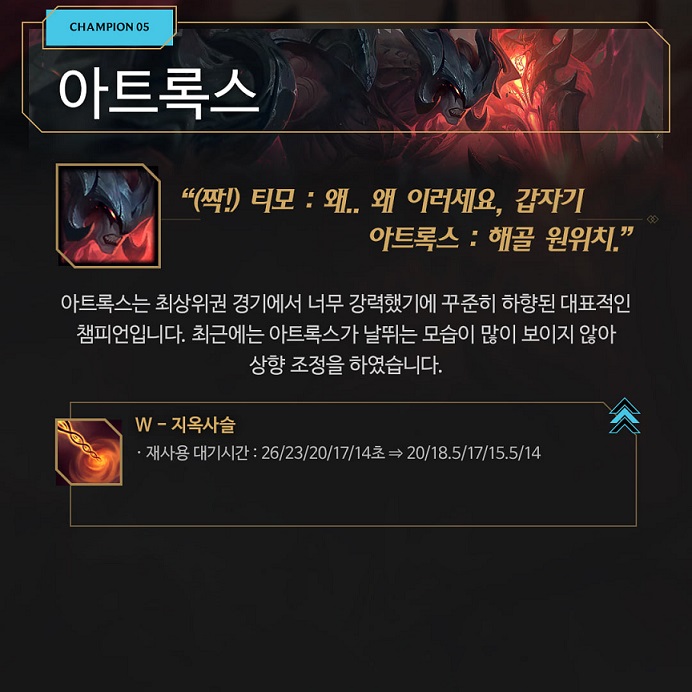 CHAMPION 05
아트록스
“(짝!) 티모 : 왜.. 왜 이러세요, 갑자기
아트록스 : 해골 원위치.”
아트록스는 최상위권 경기에서 너무 강력했기에 꾸준히 하향된 대표적인
챔피언입니다. 최근에는 아트록스가 날뛰는 모습이 많이 보이지 않아
상향 조정을 하였습니다.
W - 지옥사슬
· 재사용 대기시간 : 26/23/20/17/14초 ⇒ 20/18.5/17/15.5/14